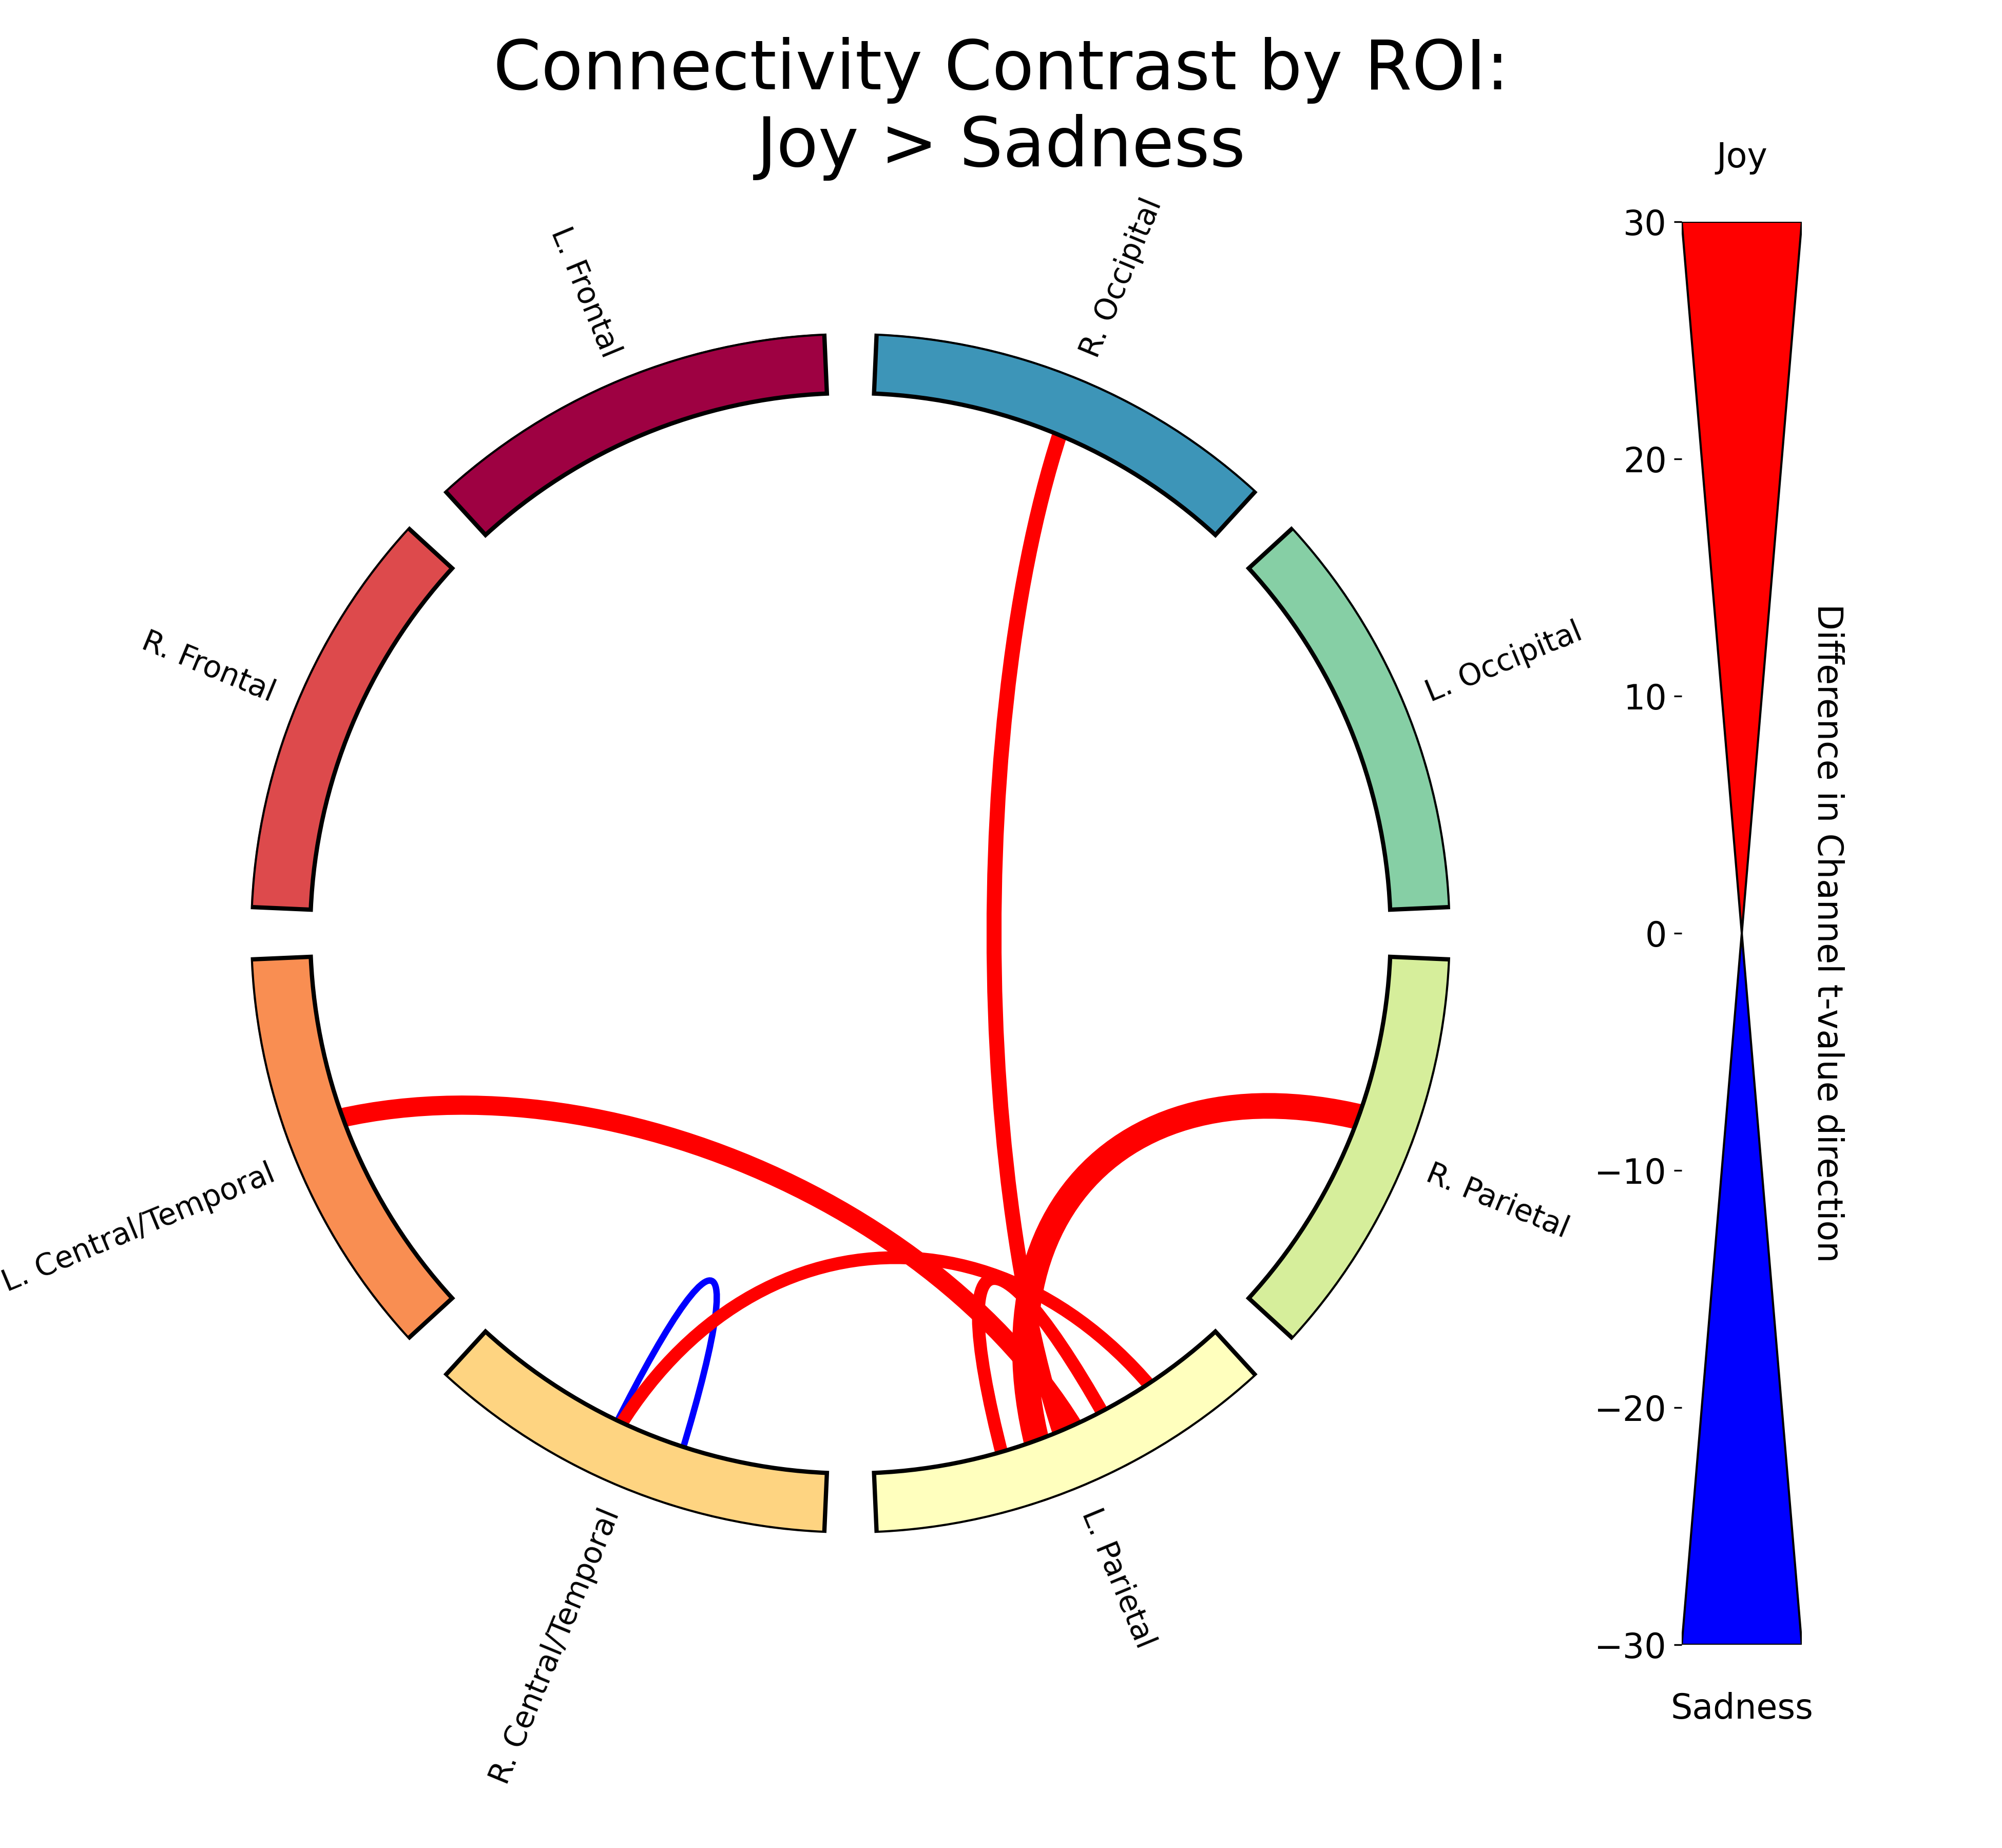 Connectivity Contrast by ROI:
Joy > Sadness
Joy
L. Frontal
R. Occipital
R. Frontal
L. Occipital
L. Central/Temporal
R. Parietal
R. Central/Temporal
L. Parietal
30
20
10
0
−10
−20
−30
Difference in Channel t-value direction
Sadness